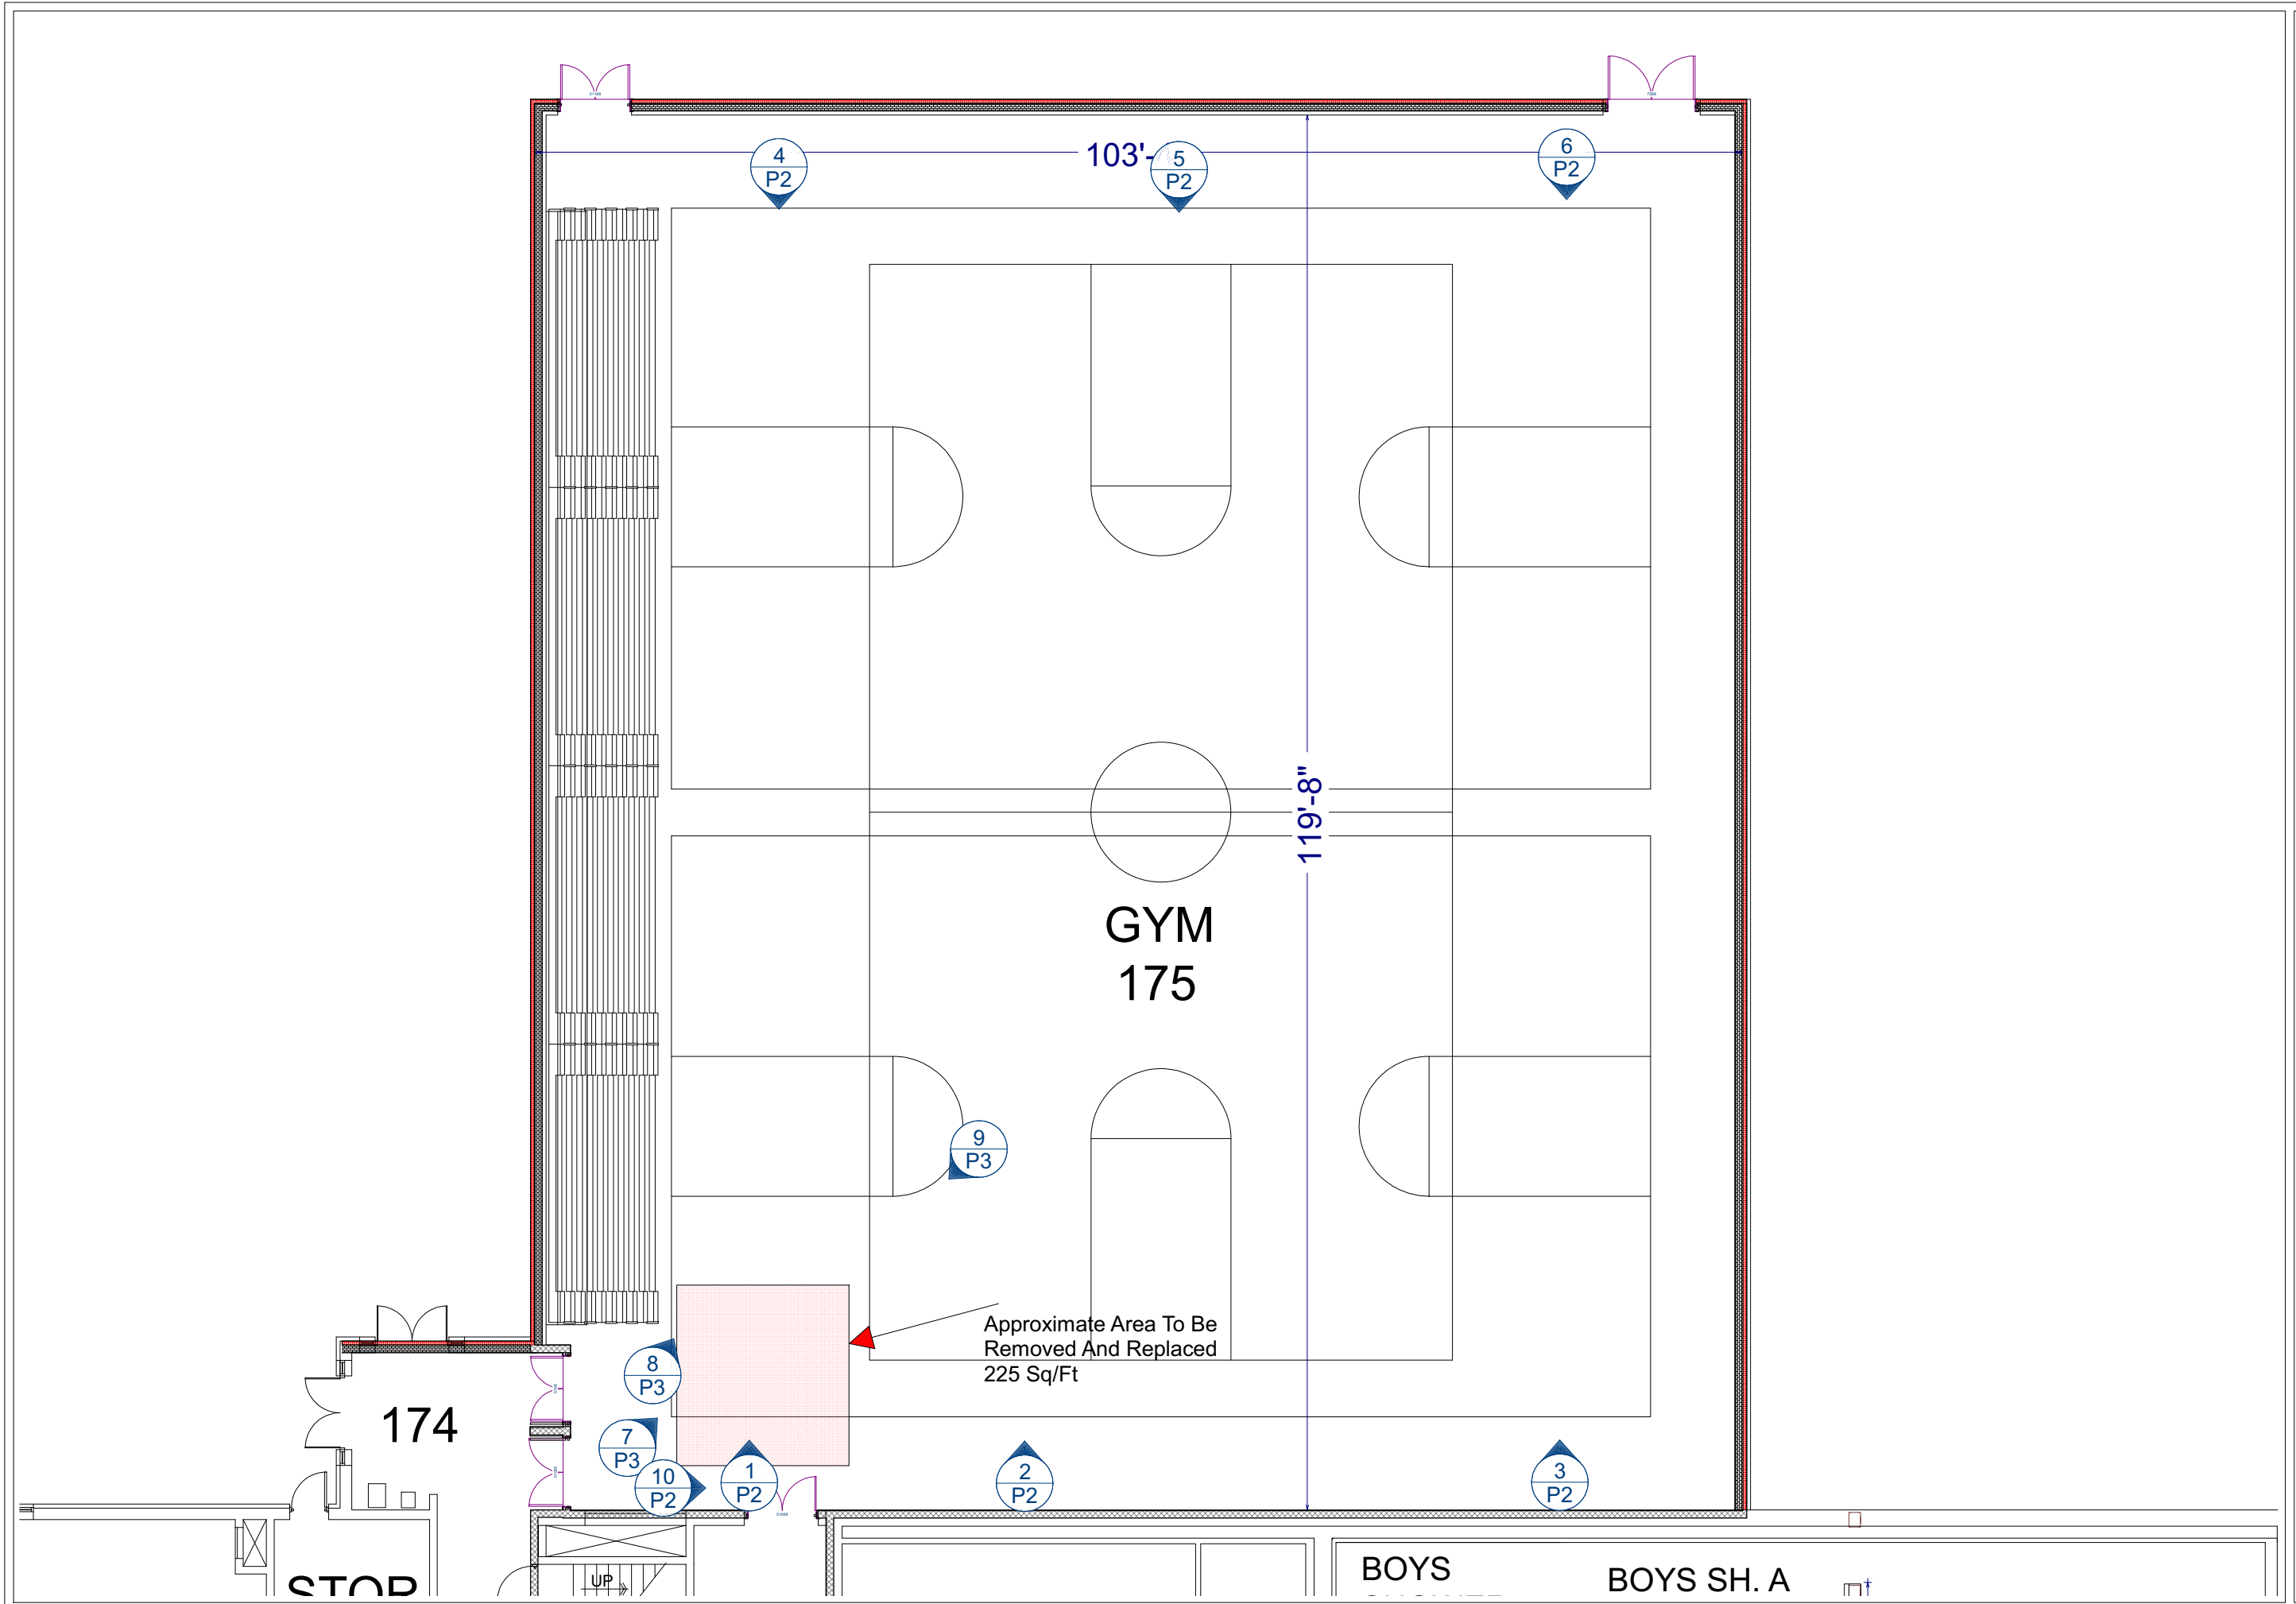 4
P2
103'-
5
P2
6
P2
119'-8"
GYM
175
9
P3
Approximate Area To Be
Removed And Replaced
225 Sq/Ft
8
P3
174
7
P3
10
P2
1
P2
2
P2
3
P2
UP
BOYS
BOYS SH. A